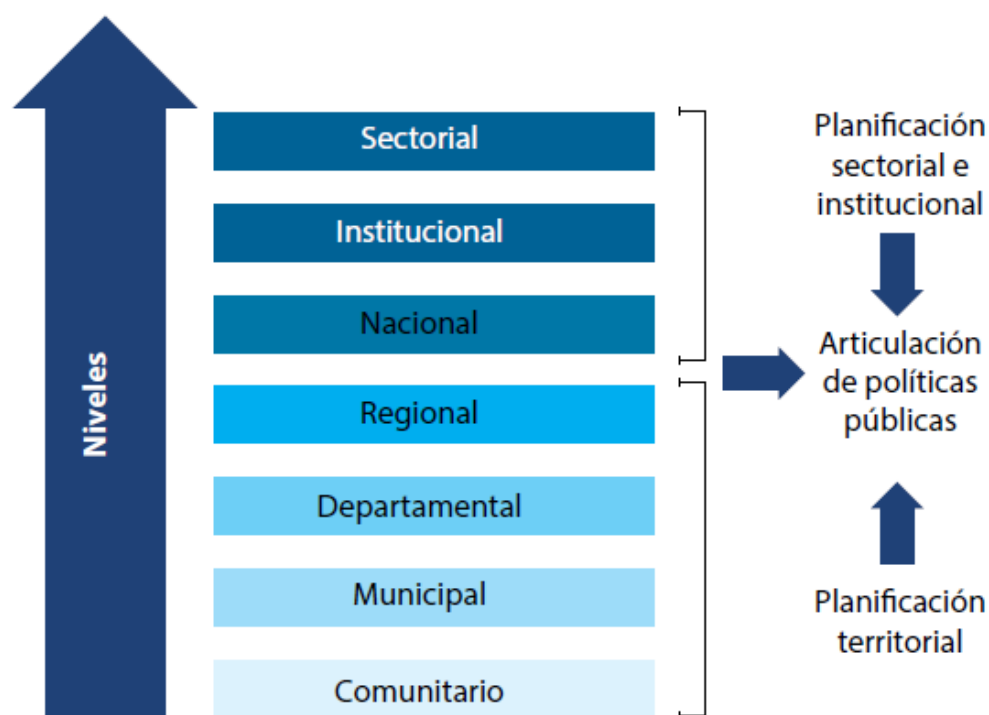 Niveles
Sectorial
Institucional
Nacional
Regional
Departamental
Municipal
Comunitario
Planificación
sectorial e
institucional
Articulación
de políticas
públicas
Planificación
territorial